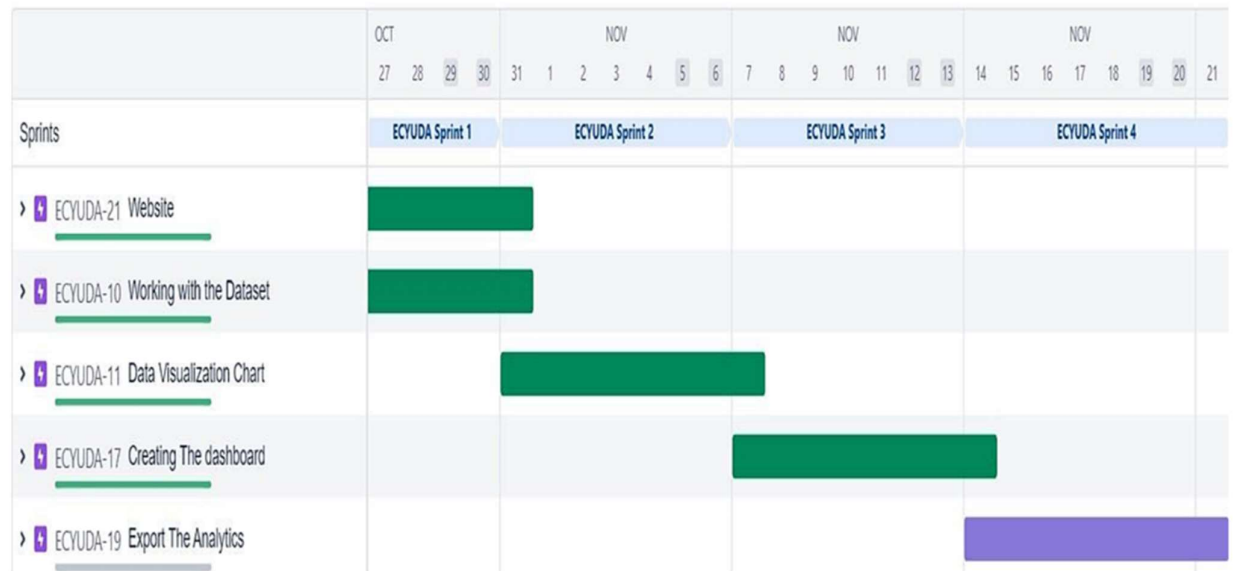 OCT NOV NOV NOV
27 28 29 30 31 1 2 3 4 5 6 7 8 9 10 11 12 13 14 15 16 17 18 19 20 21
Sprints ECYUDA Sprint 1 ECYUDA Sprint 2 ECYUDA Sprint 3 ECYUDA Sprint 4
ECYUDA-21 Website
ECYUDA-10 Working with the Dataset
ECYUDA-11 Data Visualization Chart
ECYUDA-17 Creating The dashboard
ECYUDA-19 Export The Analytics